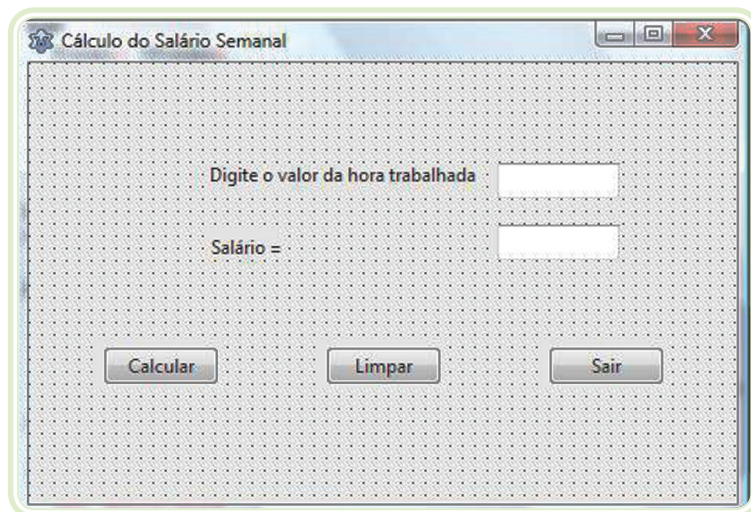 Cálculo do Salário Semanal
Digite o valor da hora trabalhada
Salário =
Calcular Limpar Sair